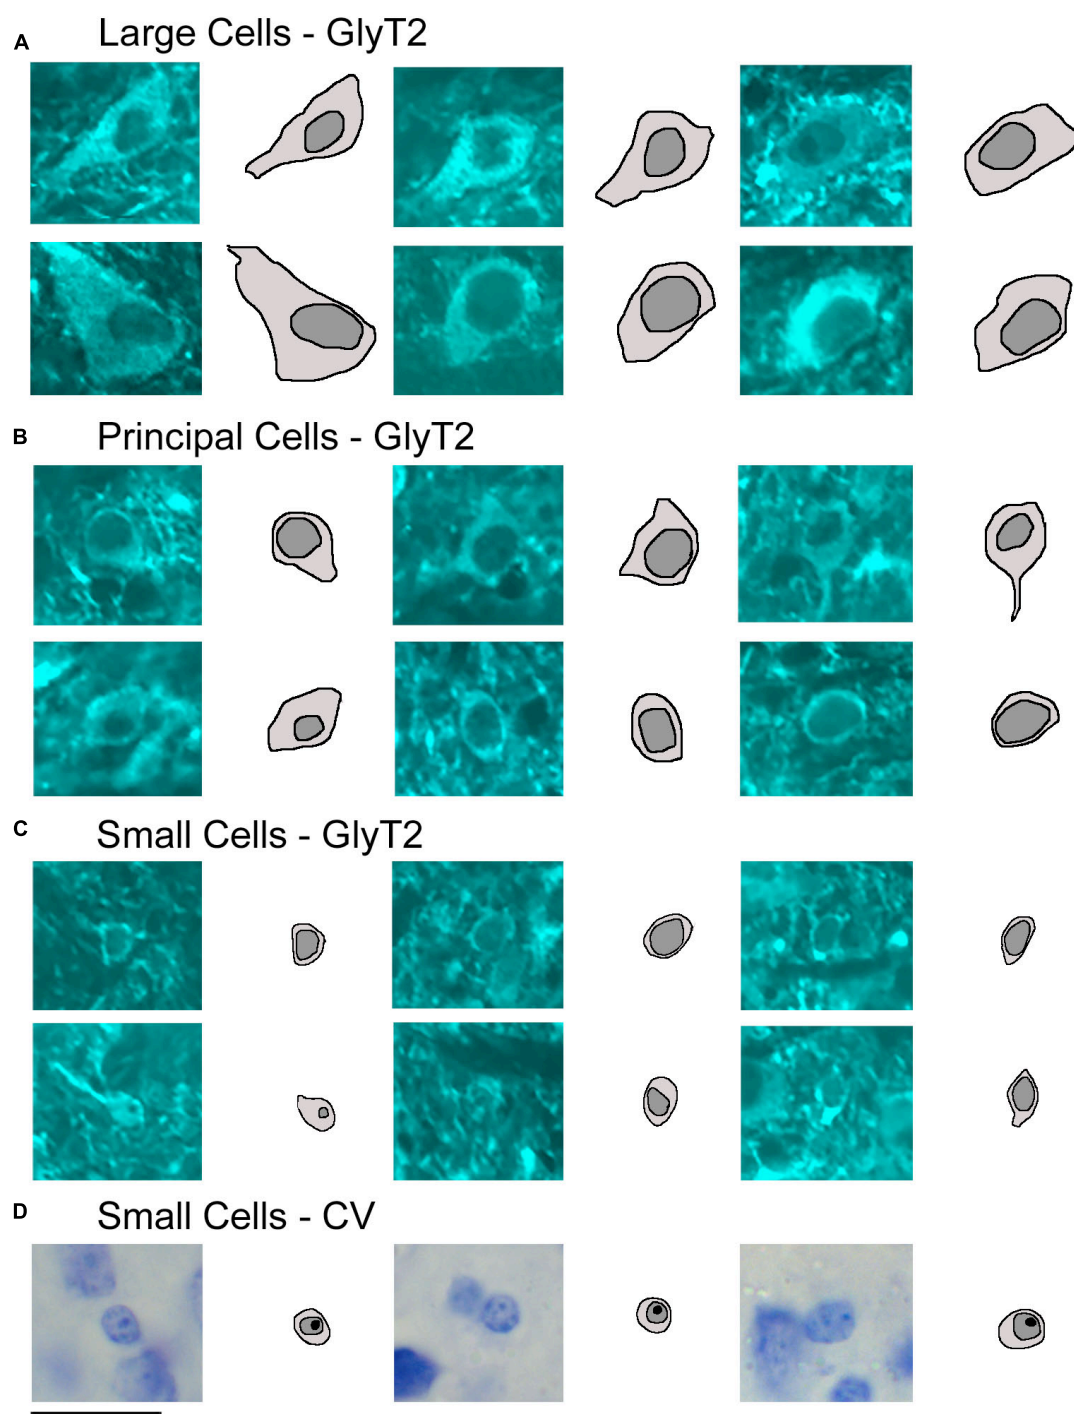 A Large Cells - GlyT2
B Principal Cells - GlyT2
C Small Cells - GlyT2
D Small Cells - CV